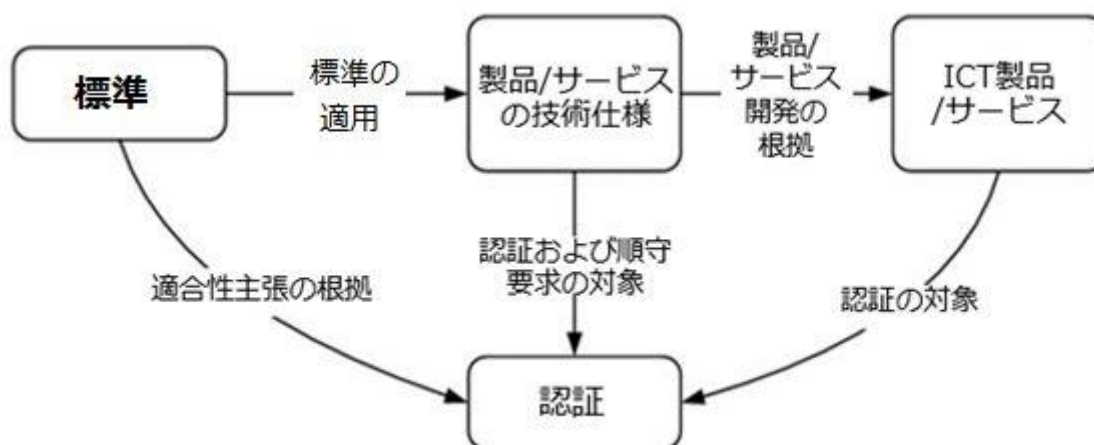 標準
標準の
適用
製品/サービス
の技術仕様
製品/
サービス
開発の
根拠
ICT製品
/サービス
適合性主張の根拠
認証および順守
要求の対象
認証の対象
認証